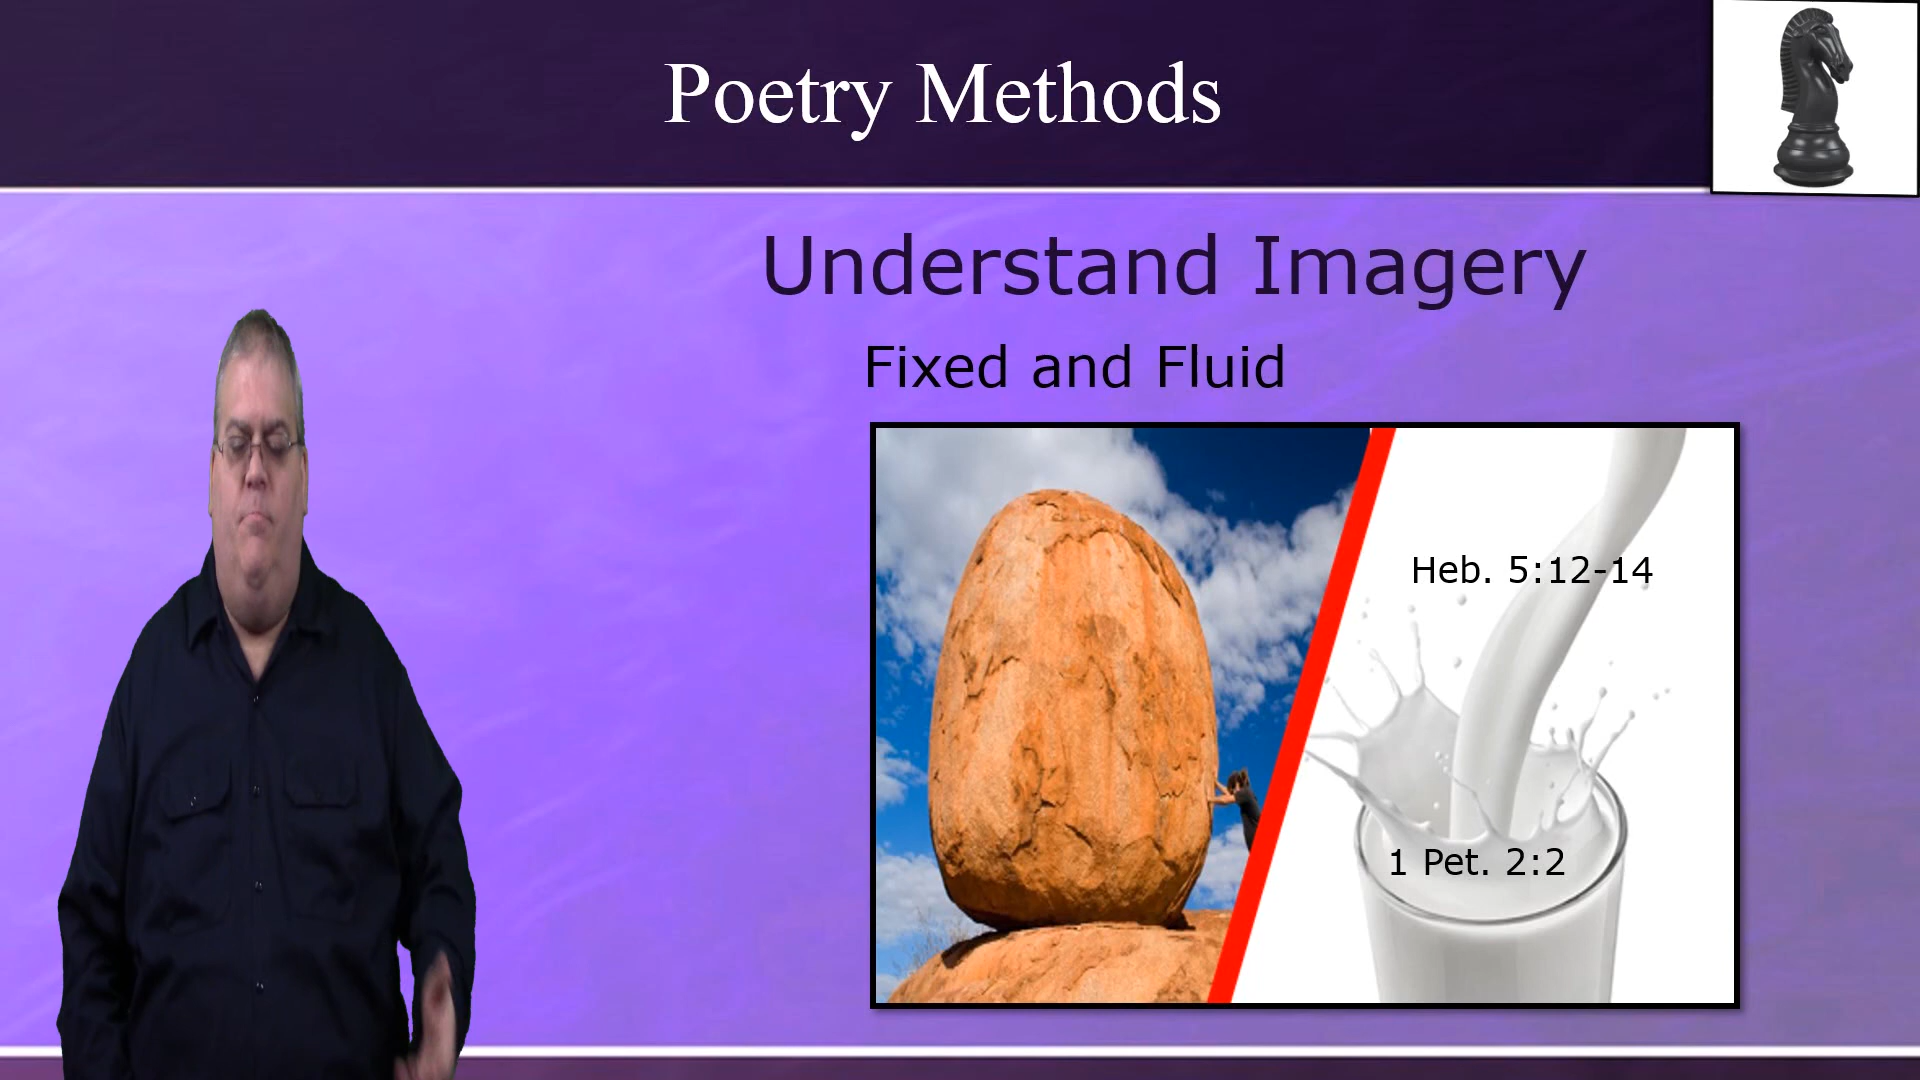 Poetry Methods
Understand Imagery
Fixed and Fluid
Heb. 5:12-14
1 Pet. 2:2